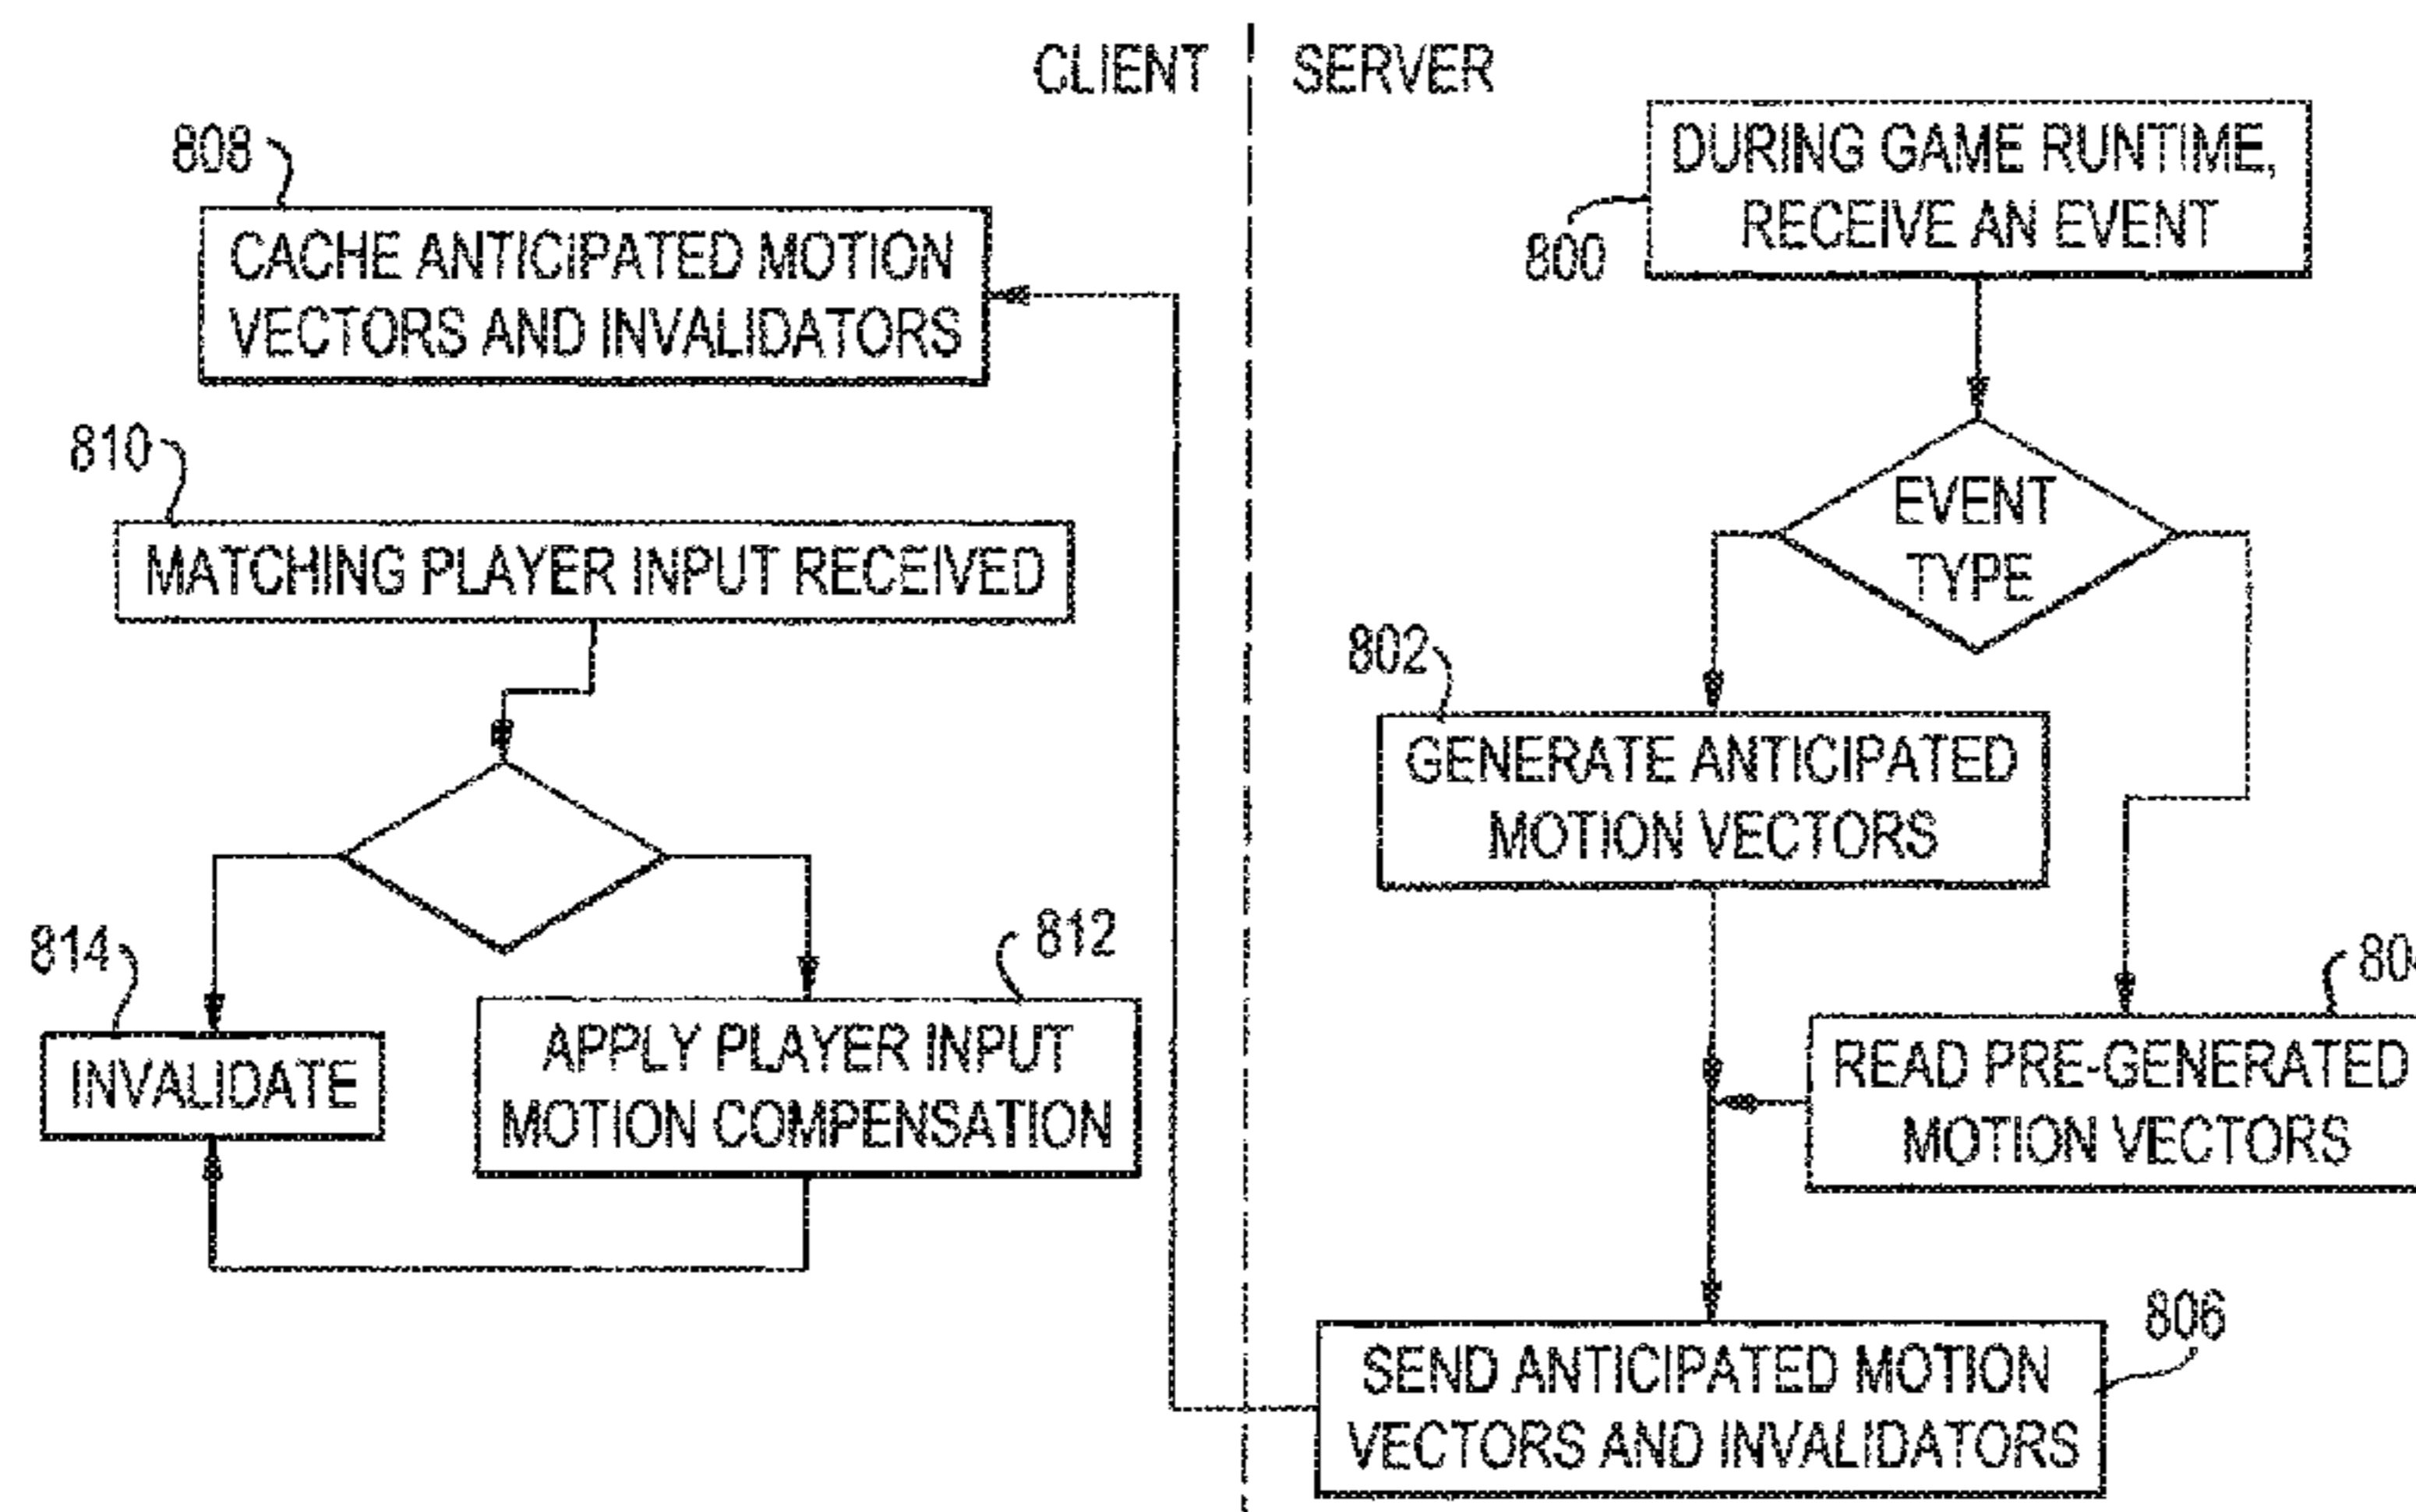 CLIENT
SERVER
808
CACHE ANTICIPATED MOTION
VECTORS AND INVALIDATORS
810
MATCHING PLAYER INPUT RECEIVED
814
INVALIDATE
812
APPLY PLAYER INPUT
MOTION COMPENSATION
DURING GAME RUNTIME,
RECEIVE AN EVENT
800
EVENT
TYPE
802
GENERATE ANTICIPATED
MOTION VECTORS
READ PRE-GENERATED
MOTION VECTORS
806
SEND ANTICIPATED MOTION
VECTORS AND INVALIDATORS